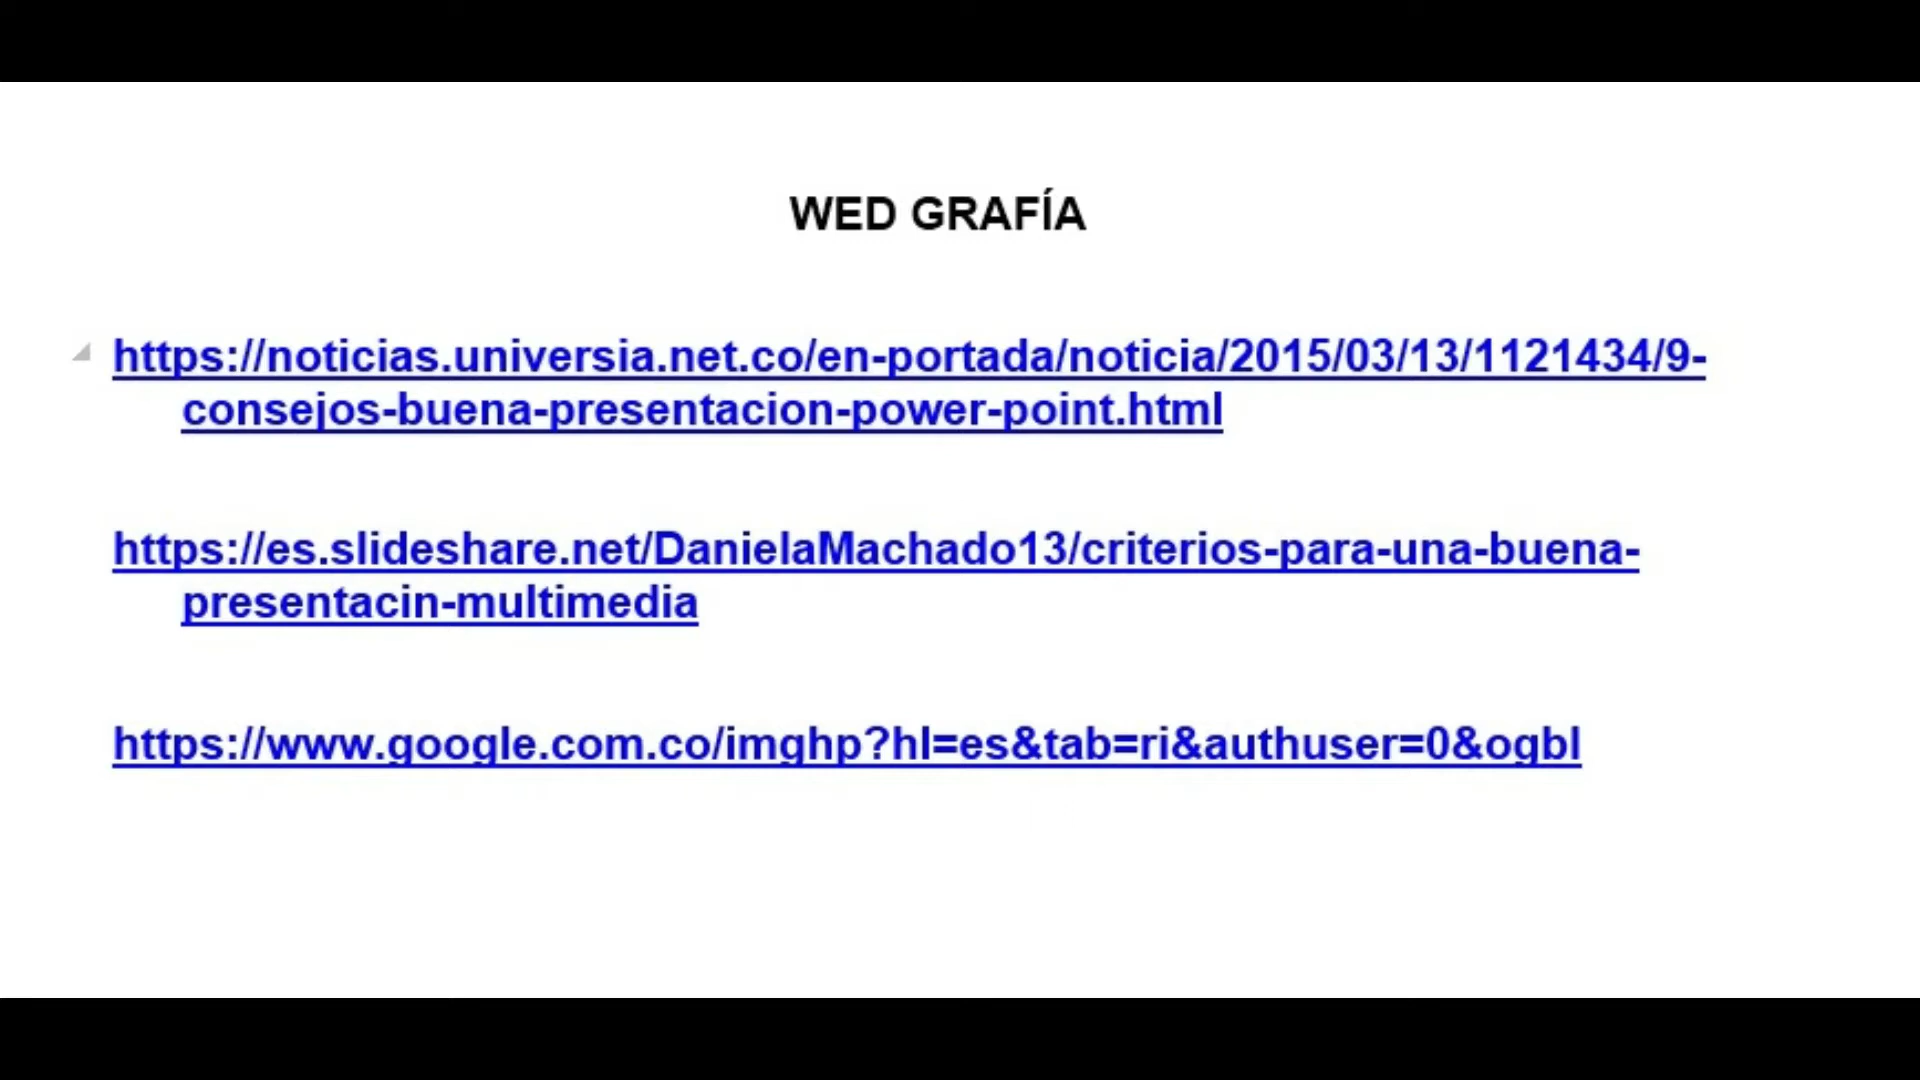 WED GRAFÍA
https://noticias.universia.net.co/en-portada/noticia/2015/03/13/1121434/9-
consejos-buena-presentacion-power-point.html
https://es.slideshare.net/DanielaMachado13/criterios-para-una-buena-
presentacin-multimedia
https://www.google.com.co/imghp?hl=es&tab=ri&authuser=0&ogbl